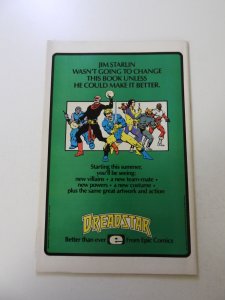 JIM STARLIN
WASN'T GOING TO CHANGE
THIS BOOK UNLESS
HE COULD MAKE IT BETTER.
Starting this summer,
you'll be seeing:
new villains • a new team-mate •
new powers • a new costume •
plus the same great artwork and action
DREADSTAR
Better than ever e From Epic Comics